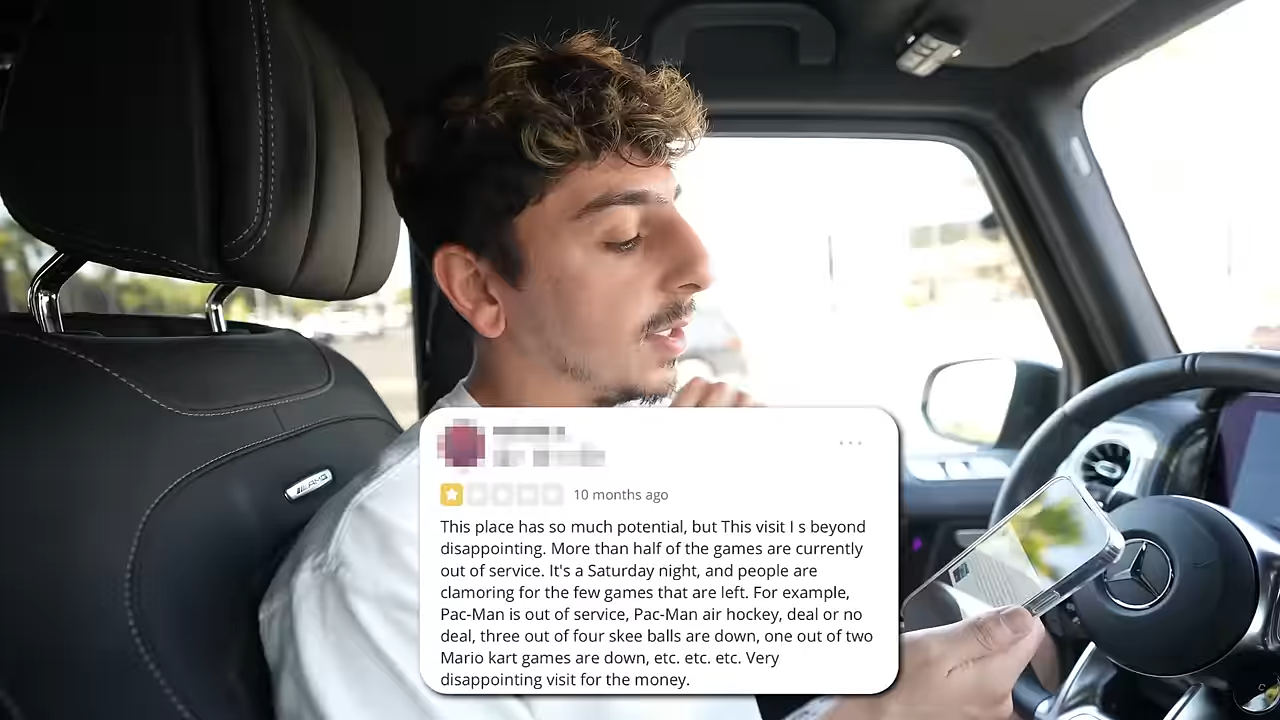 10 months ago
This place has so much potential, but This visit I s beyond
disappointing. More than half of the games are currently
out of service. It's a Saturday night, and people are
clamoring for the few games that are left. For example,
Pac-Man is out of service, Pac-Man air hockey, deal or no
deal, three out of four skee balls are down, one out of two
Mario kart games are down, etc. etc. etc. Very
disappointing visit for the money.
AMG